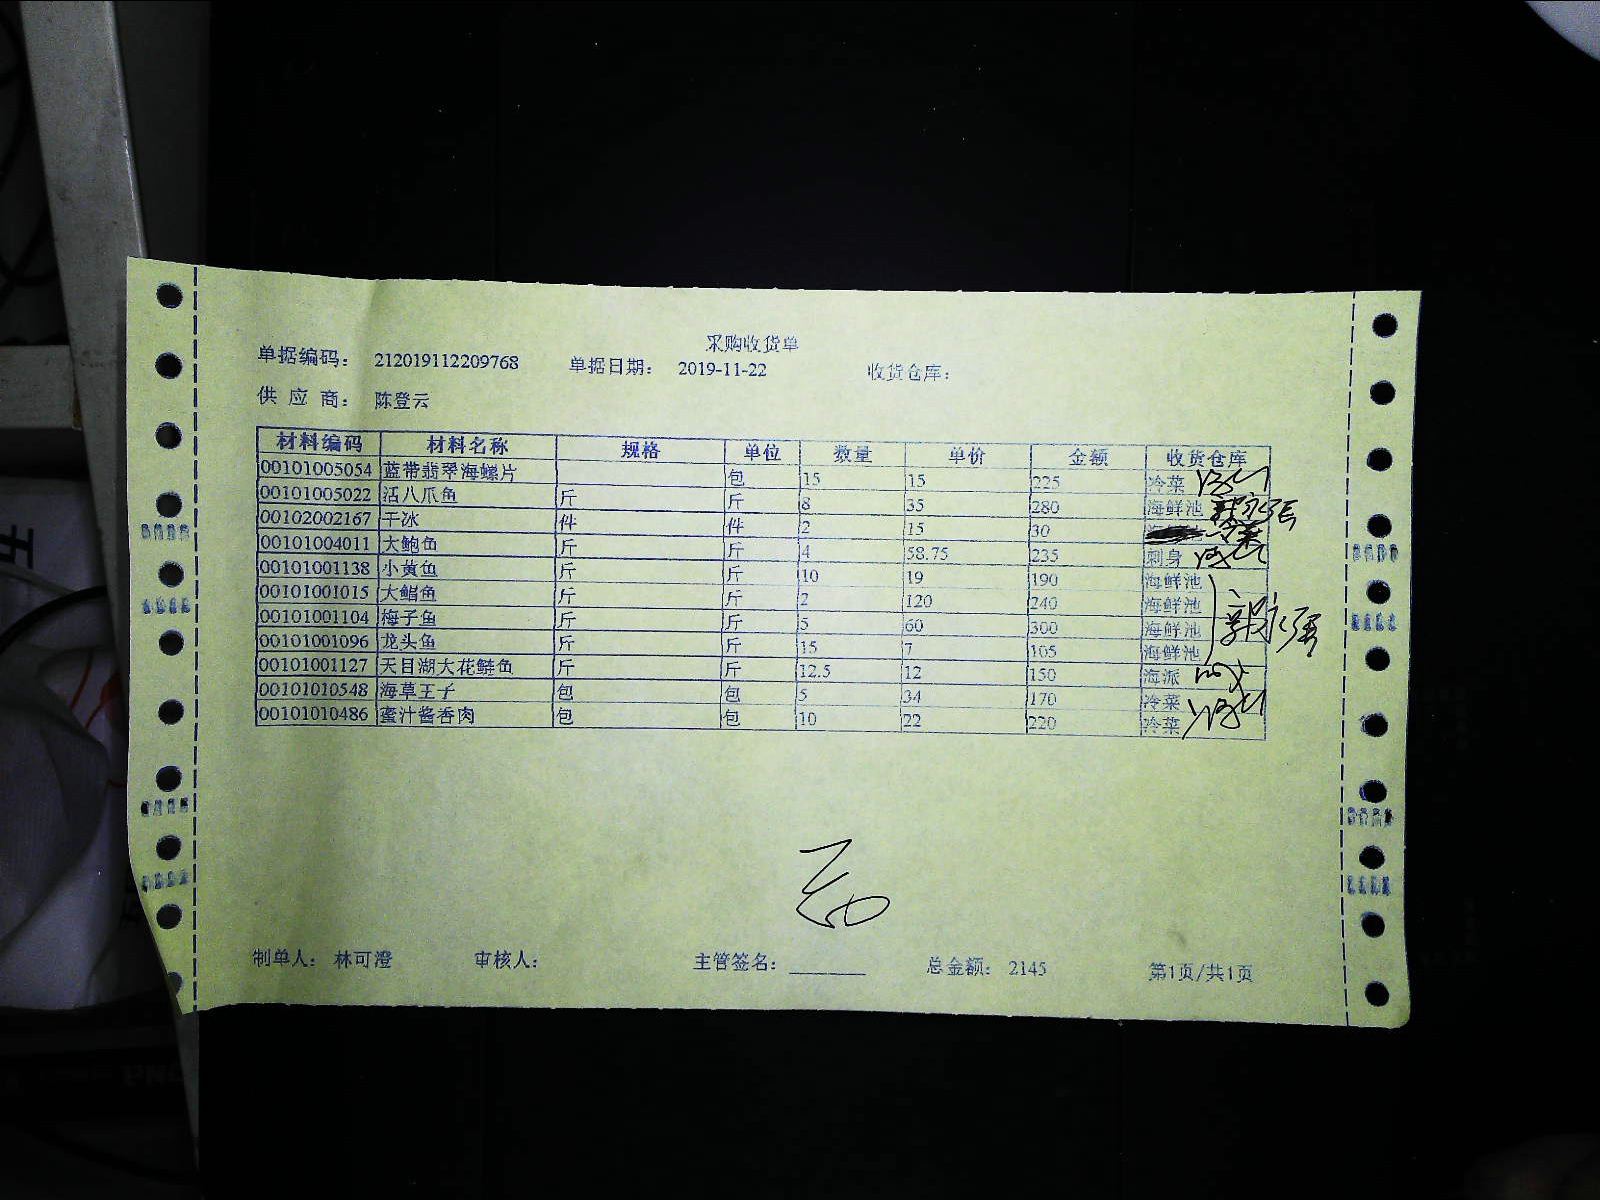 采购收货单
单据编码： 212019112209768 单据日期： 2019-11-22 收货仓库：
供 应 商： 陈登云
材料编码 材料名称 规格 单位 数量 单价 金额 收货仓库
00101005054 蓝带翡翠海螺片 包 15 15 225 冷菜
00101005022 活八爪鱼 斤 斤 8 35 280 海鲜池
00102002167 干冰 件 件 2 15 30 冷菜
00101004011 大鲍鱼 斤 斤 4 58.75 235 刺身
00101001138 小黄鱼 斤 斤 10 19 190 海鲜池
00101001015 大鲳鱼 斤 斤 2 120 240 海鲜池
00101001104 梅子鱼 斤 斤 5 60 300 海鲜池
00101001096 龙头鱼 斤 斤 15 7 105 海鲜池
00101001127 天目湖大花鲢鱼 斤 斤 12.5 12 150 海派
00101010548 海草王子 包 包 5 34 170 冷菜
00101010486 蜜汁酱香肉 包 包 10 22 220 冷菜
制单人： 林可澄 审核人： 主管签名： 总金额： 2145 第1页/共1页